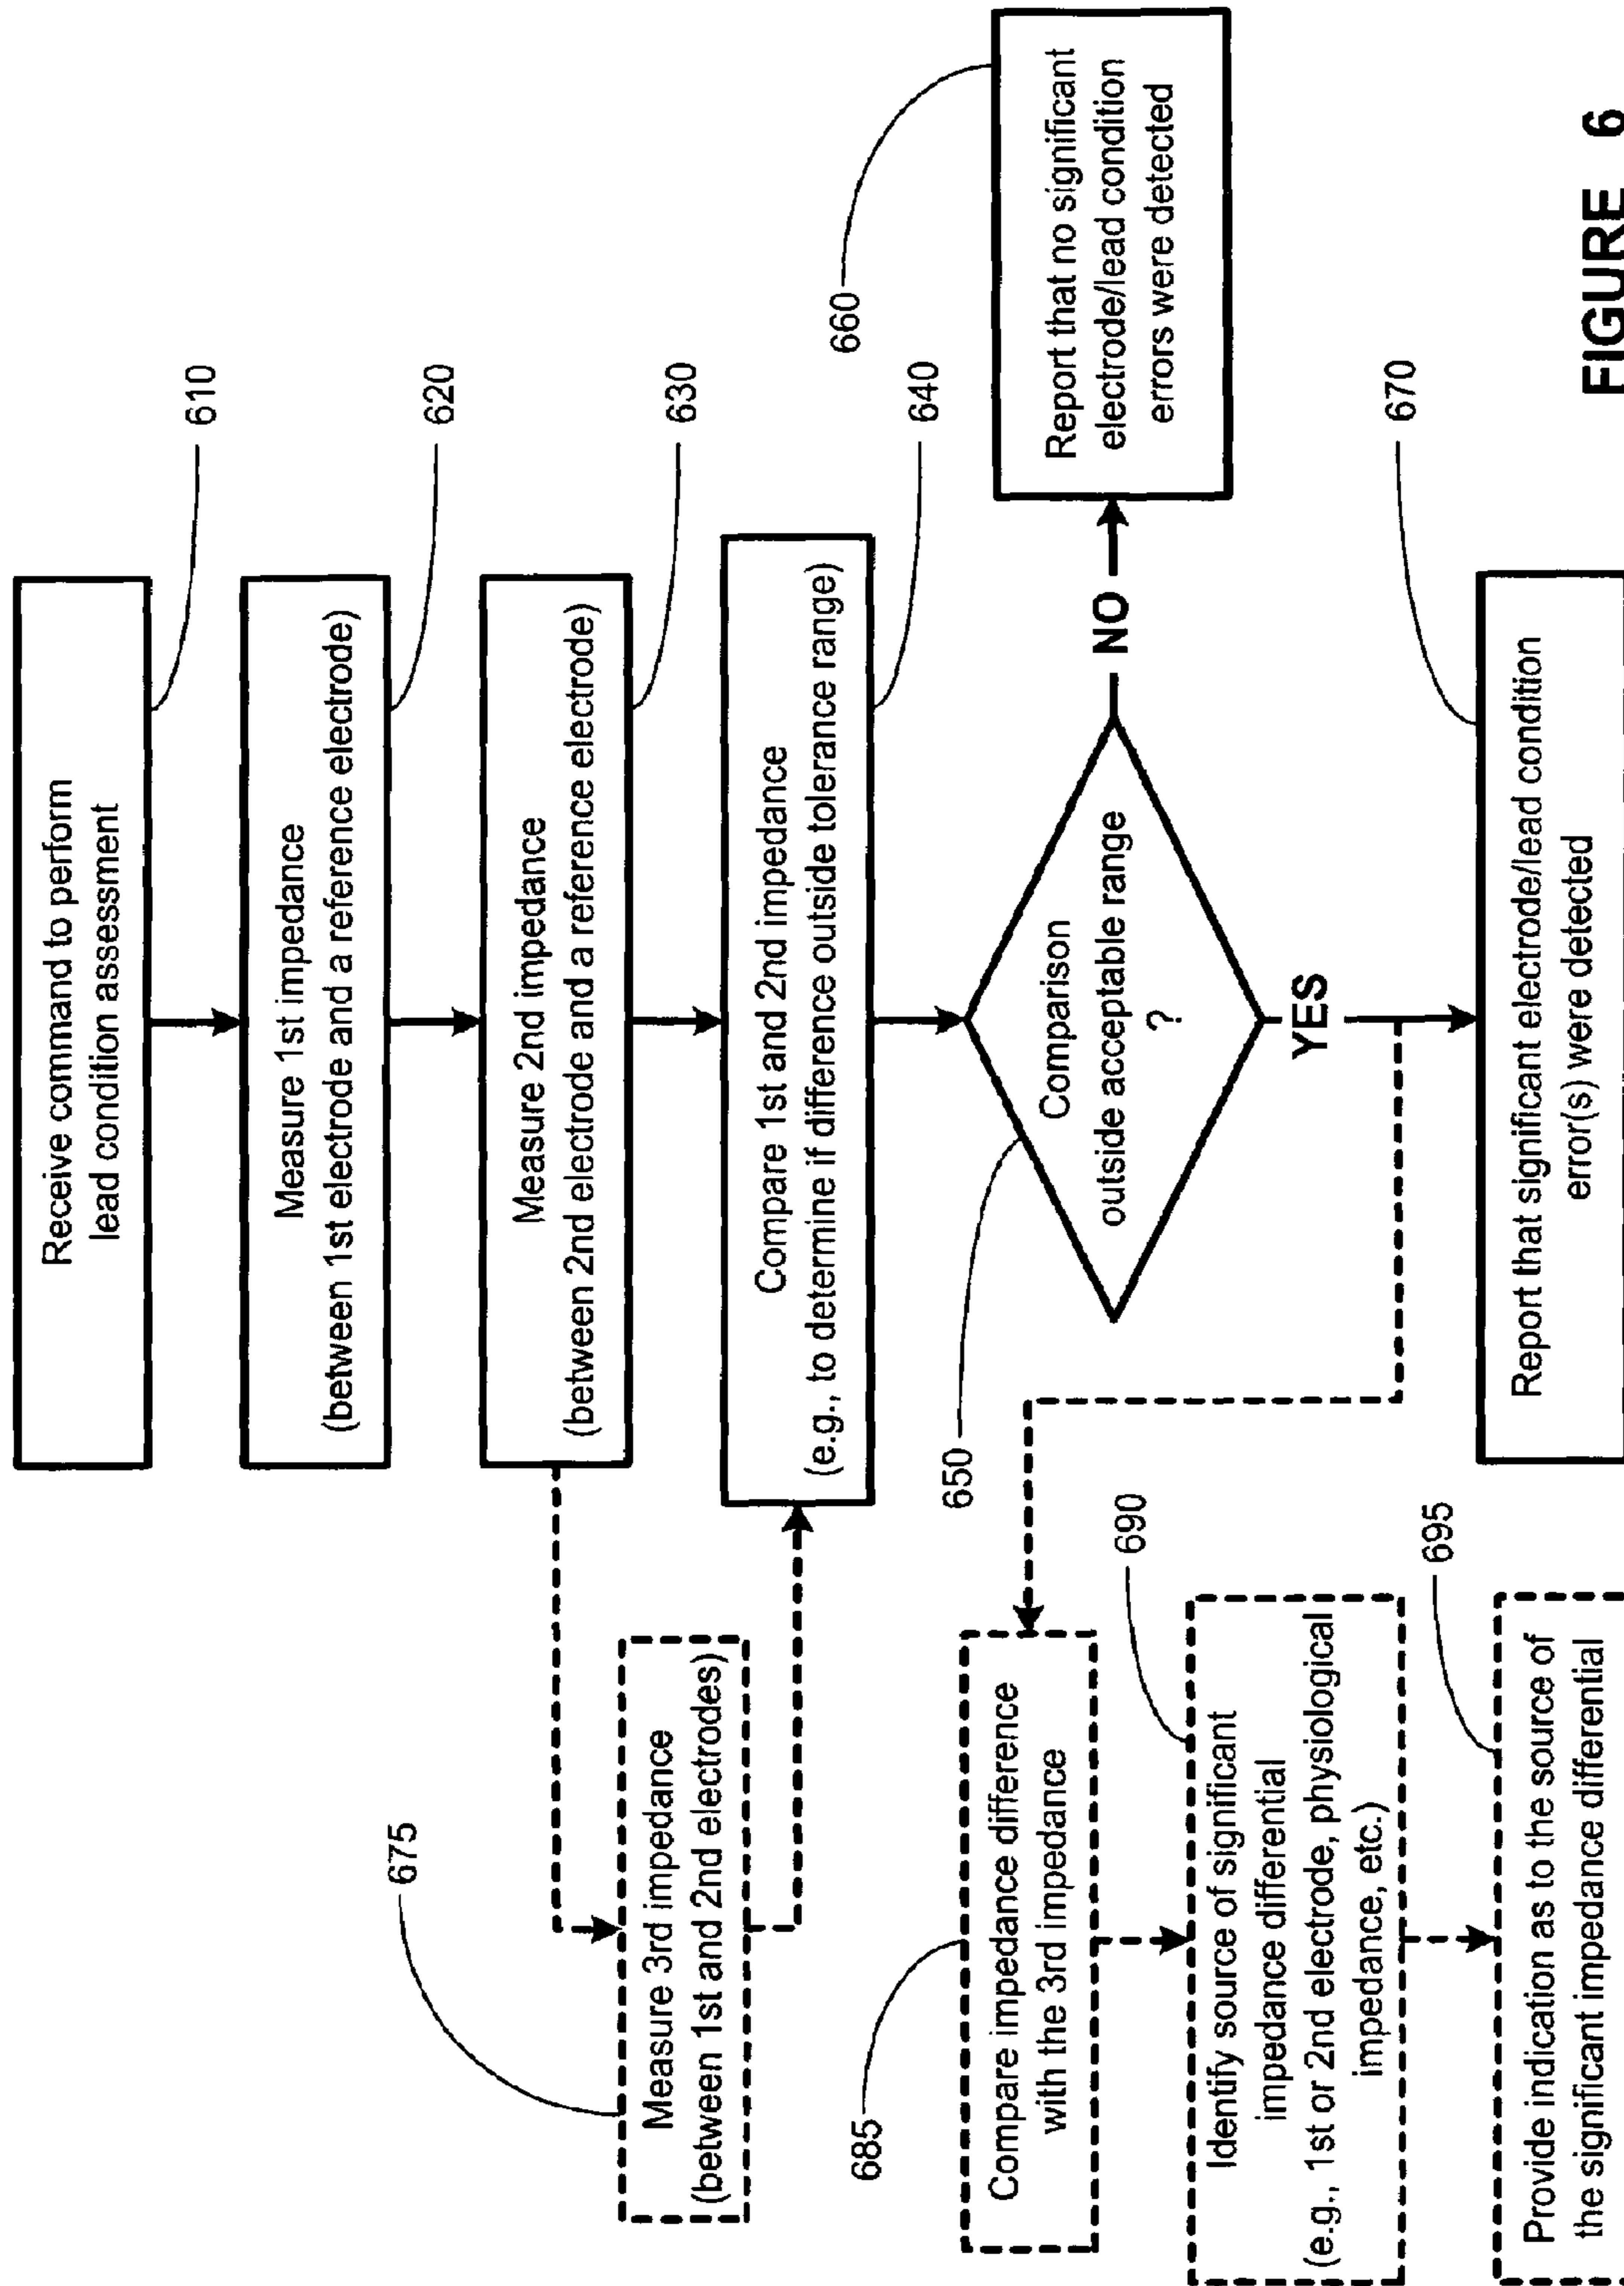 Receive command to perform
lead condition assessment
610
Measure 1st impedance
(between 1st electrode and a reference electrode)
620
Measure 2nd impedance
(between 2nd electrode and a reference electrode)
630
675
Measure 3rd impedance
(between 1st and 2nd electrodes)
Compare 1st and 2nd impedance
(e.g., to determine if difference outside tolerance range)
640
650
Comparison
outside acceptable range
?
NO
660
Report that no significant
electrode/lead condition
errors were detected
YES
685
Compare impedance difference
with the 3rd impedance
690
Identify source of significant
impedance differential
(e.g., 1st or 2nd electrode, physiological
impedance, etc.)
695
Provide indication as to the source of
the significant impedance differential
670
Report that significant electrode/lead condition
error(s) were detected
FIGURE 6